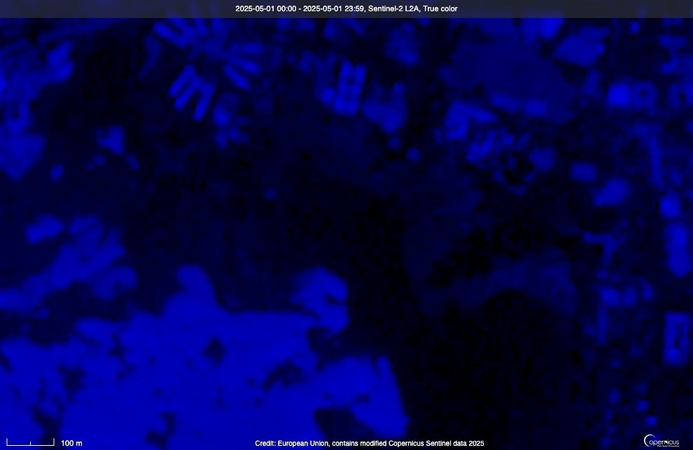 2025-05-01 00:00 - 2025-05-01 23:59, Sentinel-2 L2A, True color
100 m
Credit: European Union, contains modified Copernicus Sentinel data 2025
opernicus